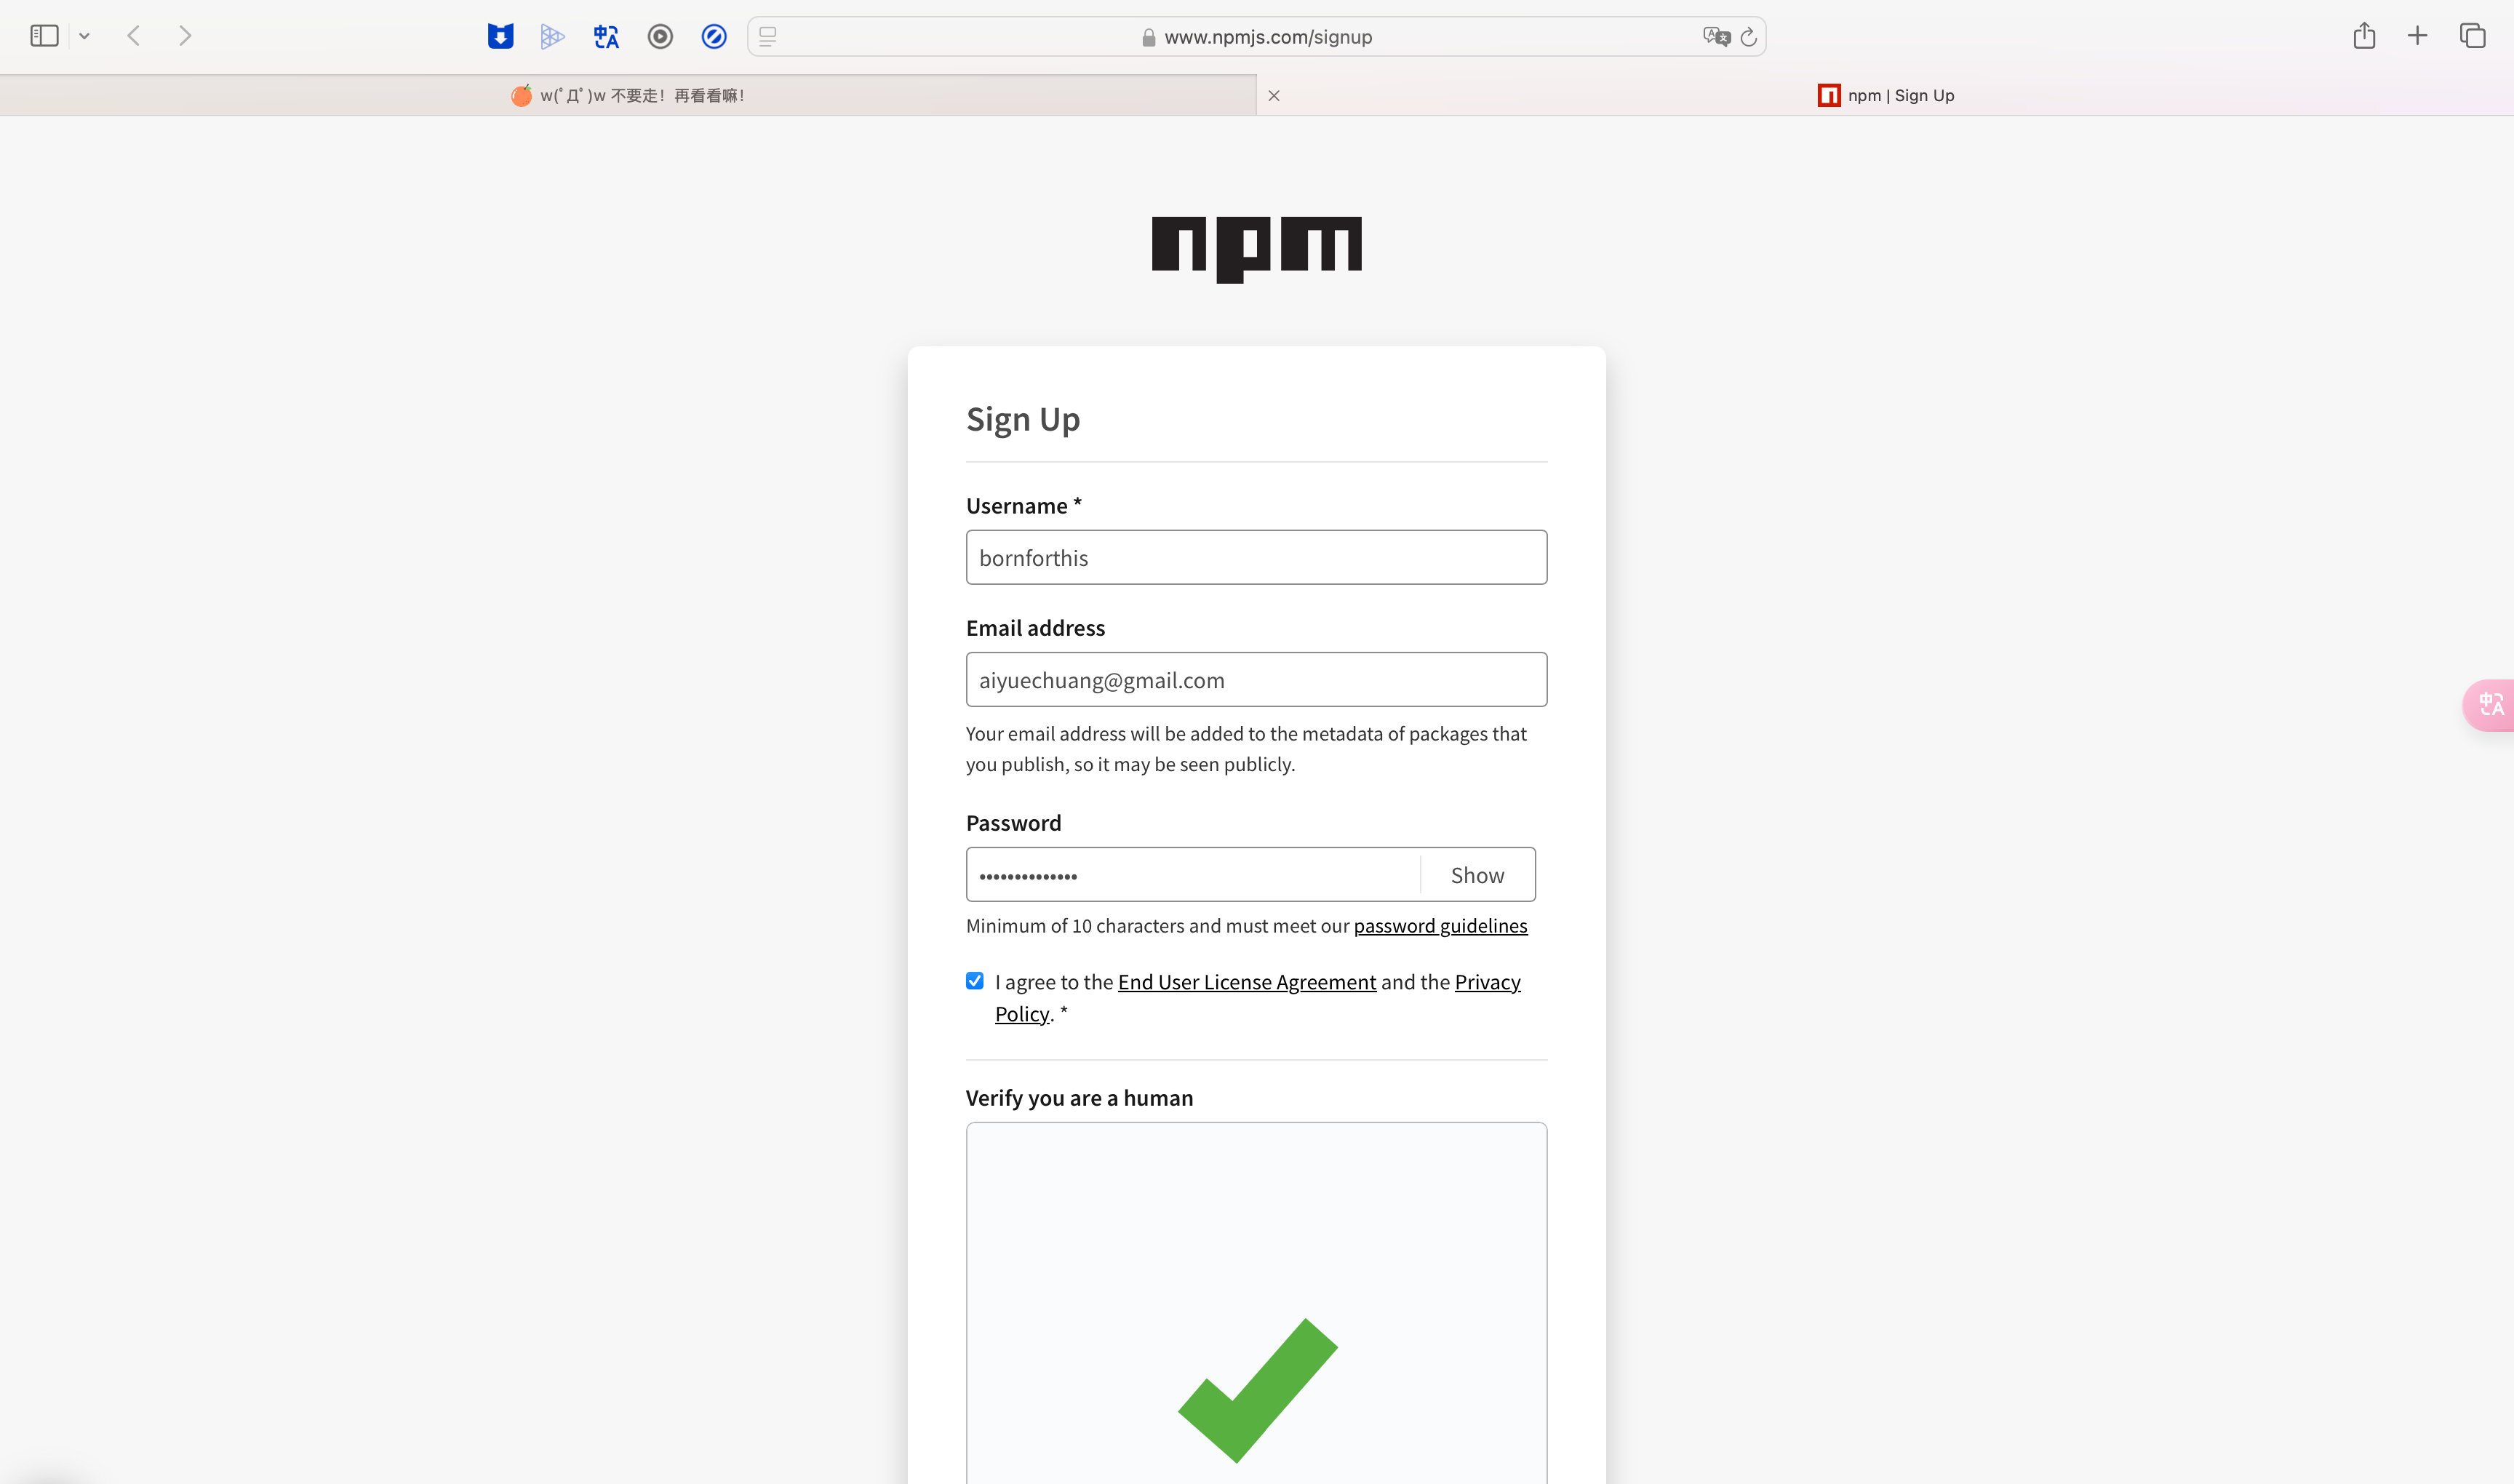 www.npmjs.com/signup
w(ﾟДﾟ)w 不要走！再看看嘛！
npm | Sign Up
npm
Sign Up
Username *
bornforthis
Email address
aiyuechuang@gmail.com
Your email address will be added to the metadata of packages that
you publish, so it may be seen publicly.
Password
••••••••••••••
Show
Minimum of 10 characters and must meet our password guidelines
I agree to the End User License Agreement and the Privacy
Policy. *
Verify you are a human